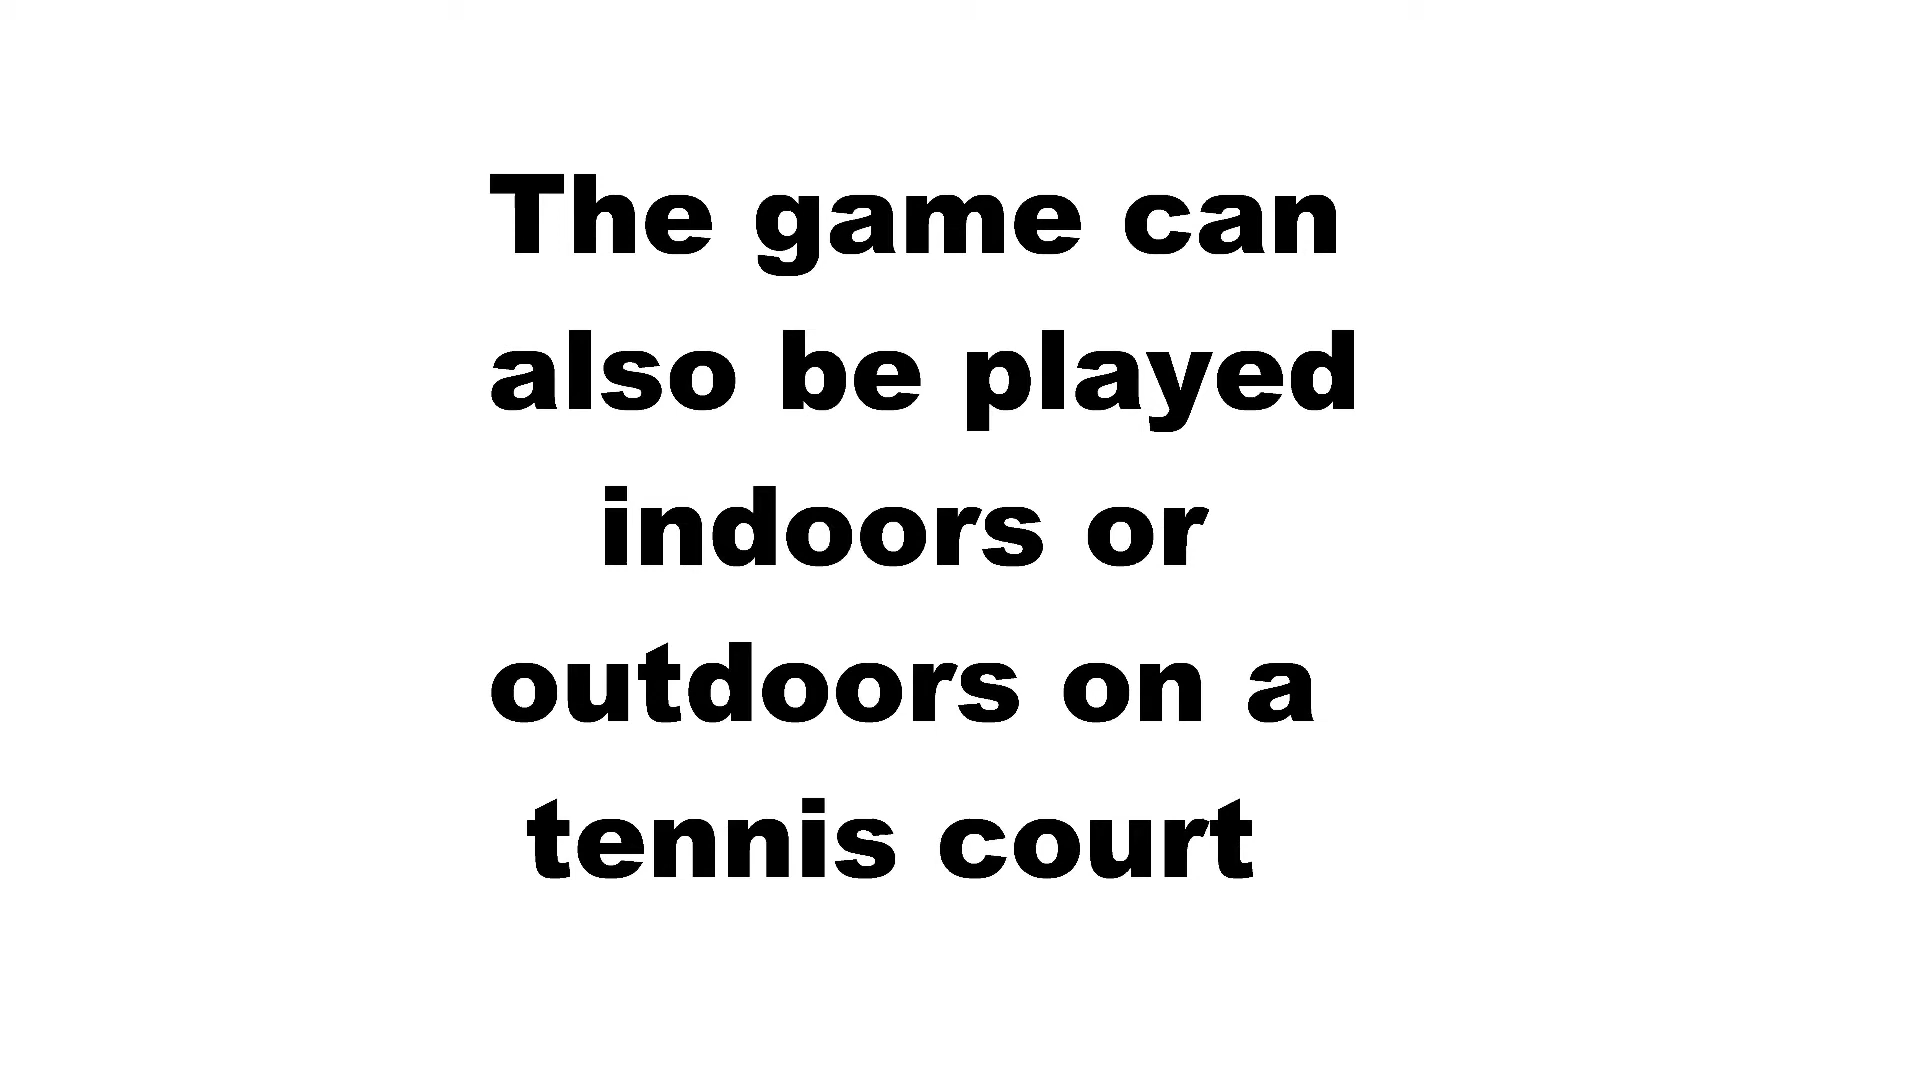 The game can
also be played
indoors or
outdoors on a
tennis court